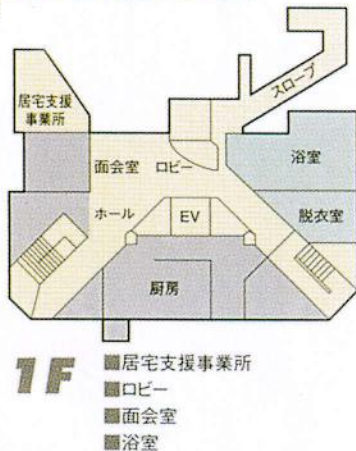 スロープ
居宅支援
事業所
面会室
ロビー
浴室
ホール
EV
脱衣室
厨房
1F
■居宅支援事業所
■ロビー
■面会室
■浴室